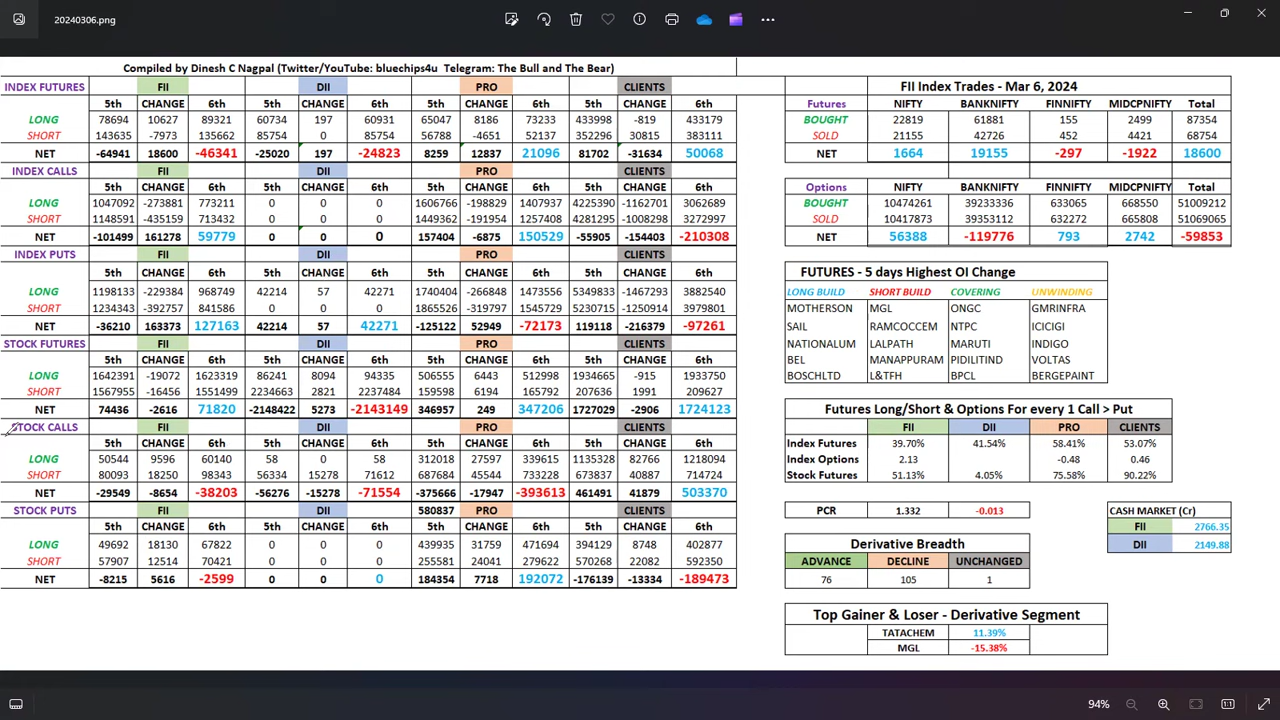 20240306.png
Compiled by Dinesh C Nagpal (Twitter/YouTube: bluechips4u Telegram: The Bull and The Bear)
INDEX FUTURES FII DII PRO CLIENTS
5th CHANGE 6th 5th CHANGE 6th 5th CHANGE 6th 5th CHANGE 6th
LONG 78694 10627 89321 60734 197 60931 65047 8186 73233 433998 -819 433179
SHORT 143635 -7973 135662 85754 0 85754 56788 -4651 52137 352296 30815 383111
NET -64941 18600 -46341 -25020 197 -24823 8259 12837 21096 81702 -31634 50068
INDEX CALLS FII DII PRO CLIENTS
5th CHANGE 6th 5th CHANGE 6th 5th CHANGE 6th 5th CHANGE 6th
LONG 1047092 -273881 773211 0 0 0 1606766 -198829 1407937 4225390 -1162701 3062689
SHORT 1148591 -435159 713432 0 0 0 1449362 -191954 1257408 4281295 -1008298 3272997
NET -101499 161278 59779 0 0 0 157404 -6875 150529 -55905 -154403 -210308
INDEX PUTS FII DII PRO CLIENTS
5th CHANGE 6th 5th CHANGE 6th 5th CHANGE 6th 5th CHANGE 6th
LONG 1198133 -229384 968749 42214 57 42271 1740404 -266848 1473556 5349833 -1467293 3882540
SHORT 1234343 -392757 841586 0 0 0 1865526 -319797 1545729 5230715 -1250914 3979801
NET -36210 163373 127163 42214 57 42271 -125122 52949 -72173 119118 -216379 -97261
STOCK FUTURES FII DII PRO CLIENTS
5th CHANGE 6th 5th CHANGE 6th 5th CHANGE 6th 5th CHANGE 6th
LONG 1642391 -19072 1623319 86241 8094 94335 506555 6443 512998 1934665 -915 1933750
SHORT 1567955 -16456 1551499 2234663 2821 2237484 159598 6194 165792 207636 1991 209627
NET 74436 -2616 71820 -2148422 5273 -2143149 346957 249 347206 1727029 -2906 1724123
STOCK CALLS FII DII PRO CLIENTS
5th CHANGE 6th 5th CHANGE 6th 5th CHANGE 6th 5th CHANGE 6th
LONG 50544 9596 60140 58 0 58 312018 27597 339615 1135328 82766 1218094
SHORT 80093 18250 98343 56334 15278 71612 687684 45544 733228 673837 40887 714724
NET -29549 -8654 -38203 -56276 -15278 -71554 -375666 -17947 -393613 461491 41879 503370
STOCK PUTS FII DII 580837 PRO CLIENTS
5th CHANGE 6th 5th CHANGE 6th 5th CHANGE 6th 5th CHANGE 6th
LONG 49692 18130 67822 0 0 0 439935 31759 471694 394129 8748 402877
SHORT 57907 12514 70421 0 0 0 255581 24041 279622 570268 22082 592350
NET -8215 5616 -2599 0 0 0 184354 7718 192072 -176139 -13334 -189473
FII Index Trades - Mar 6, 2024
Futures NIFTY BANKNIFTY FINNIFTY MIDCPNIFTY Total
BOUGHT 22819 61881 155 2499 87354
SOLD 21155 42726 452 4421 68754
NET 1664 19155 -297 -1922 18600
Options NIFTY BANKNIFTY FINNIFTY MIDCPNIFTY Total
BOUGHT 10474261 39233336 633065 668550 51009212
SOLD 10417873 39353112 632272 665808 51069065
NET 56388 -119776 793 2742 -59853
FUTURES - 5 days Highest OI Change
LONG BUILD SHORT BUILD COVERING UNWINDING
MOTHERSON MGL ONGC GMRINFRA
SAIL RAMCOCCEM NTPC ICICIGI
NATIONALUM LALPATH MARUTI INDIGO
BEL MANAPPURAM PIDILITIND VOLTAS
BOSCHLTD L&TFH BPCL BERGEPAINT
Futures Long/Short & Options For every 1 Call > Put
FII DII PRO CLIENTS
Index Futures 39.70% 41.54% 58.41% 53.07%
Index Options 2.13 -0.48 0.46
Stock Futures 51.13% 4.05% 75.58% 90.22%
PCR 1.332 -0.013
CASH MARKET (Cr)
FII 2766.35
DII 2149.88
Derivative Breadth
ADVANCE DECLINE UNCHANGED
76 105 1
Top Gainer & Loser - Derivative Segment
TATACHEM 11.39%
MGL -15.38%
94%